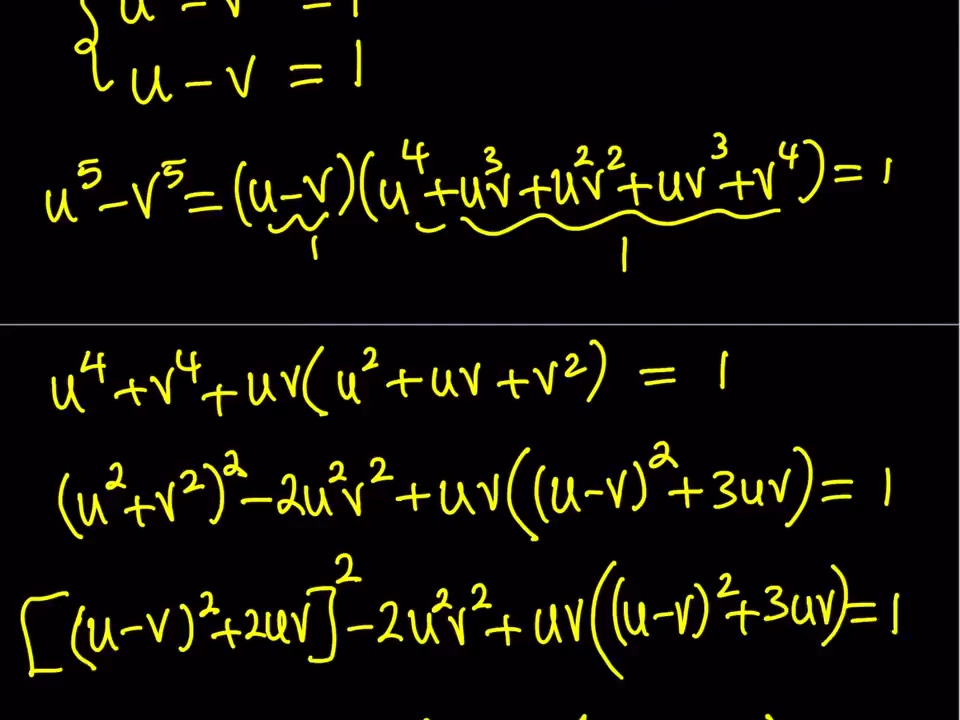 u - v = 1
u - v = 1
u⁵ - v⁵ = (u - v)(u⁴ + u³v + u²v² + uv³ + v⁴) = 1
1 1
u⁴ + v⁴ + uv(u² + uv + v²) = 1
(u² + v²)² - 2u²v² + uv((u - v)² + 3uv) = 1
[(u - v)² + 2uv]² - 2u²v² + uv((u - v)² + 3uv) = 1